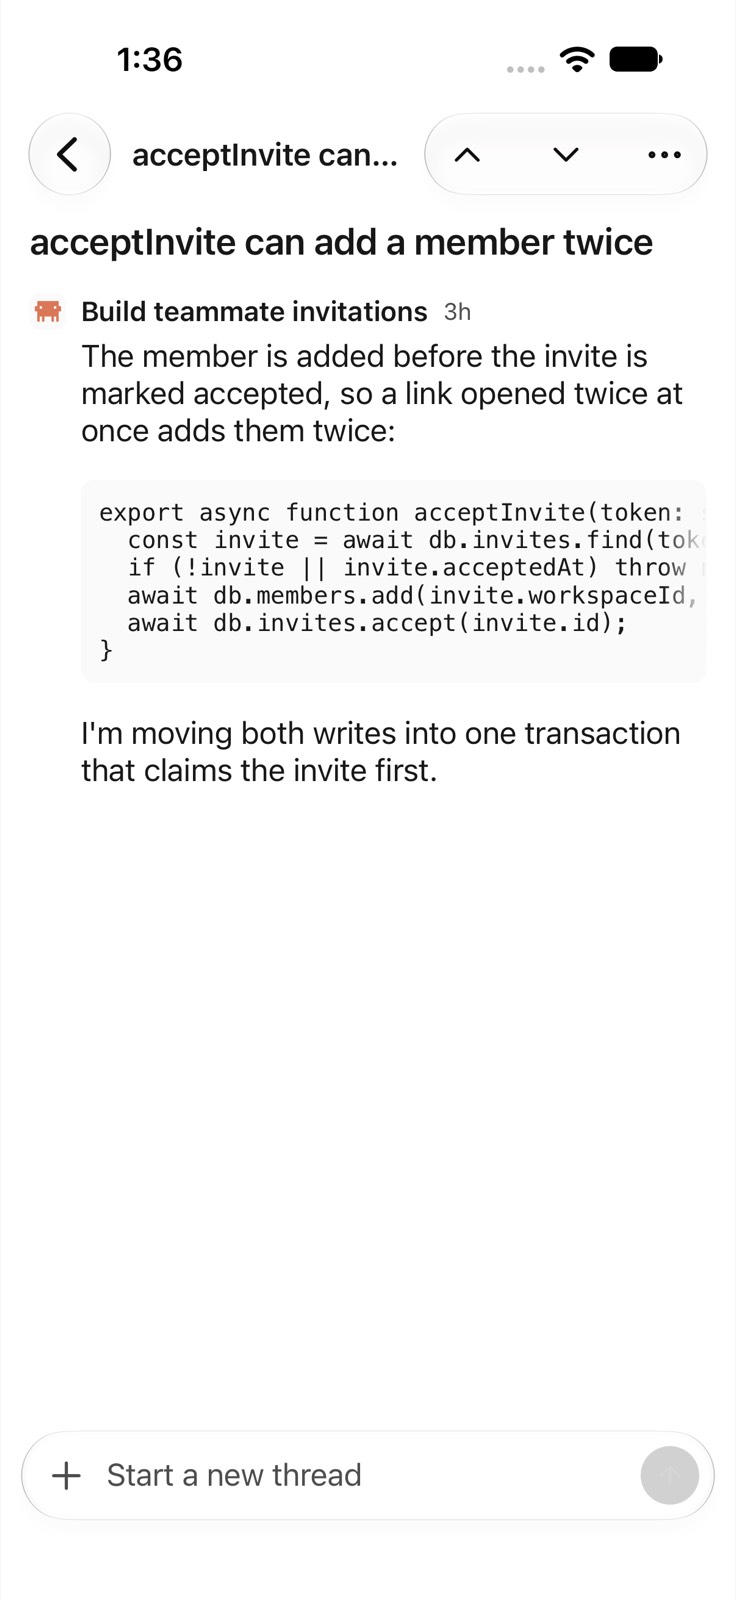 1:36
acceptInvite can...
acceptInvite can add a member twice
Build teammate invitations 3h
The member is added before the invite is
marked accepted, so a link opened twice at
once adds them twice:
export async function acceptInvite(token:
const invite = await db.invites.find(tok
if (!invite || invite.acceptedAt) throw
await db.members.add(invite.workspaceId,
await db.invites.accept(invite.id);
}
I'm moving both writes into one transaction
that claims the invite first.
Start a new thread